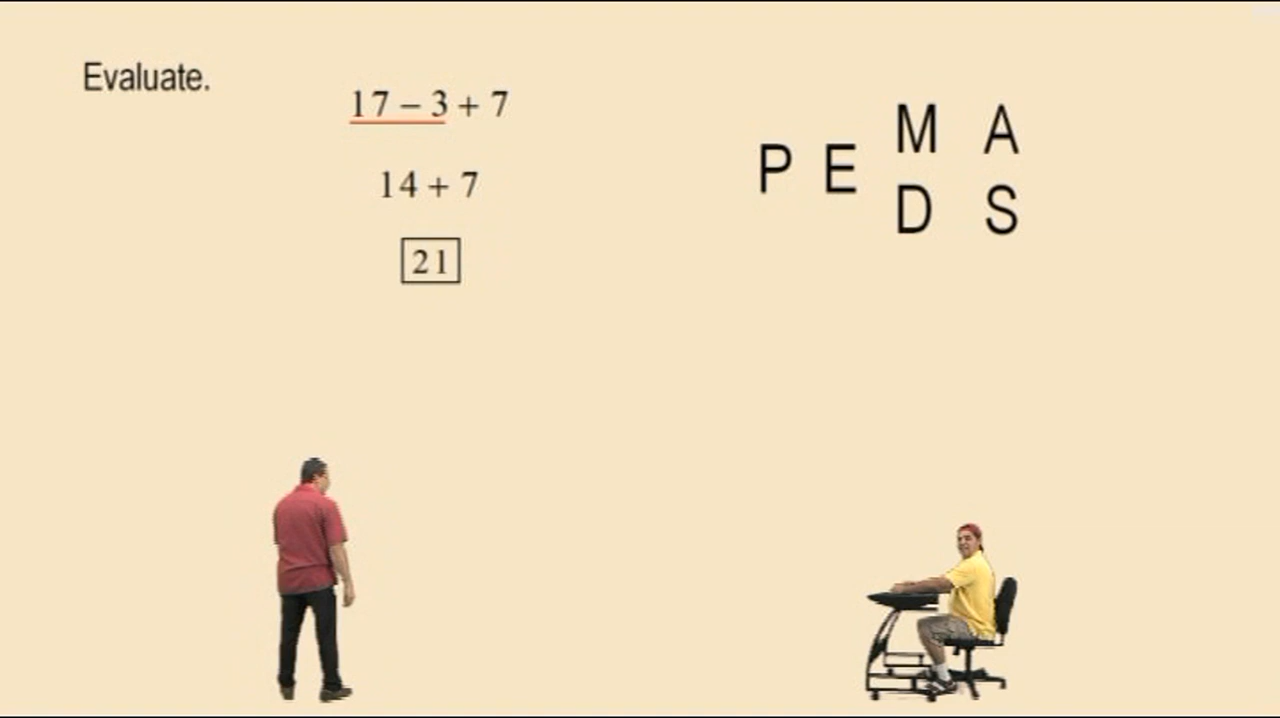 Evaluate.
17 − 3 + 7
14 + 7
21
P E M A
D S